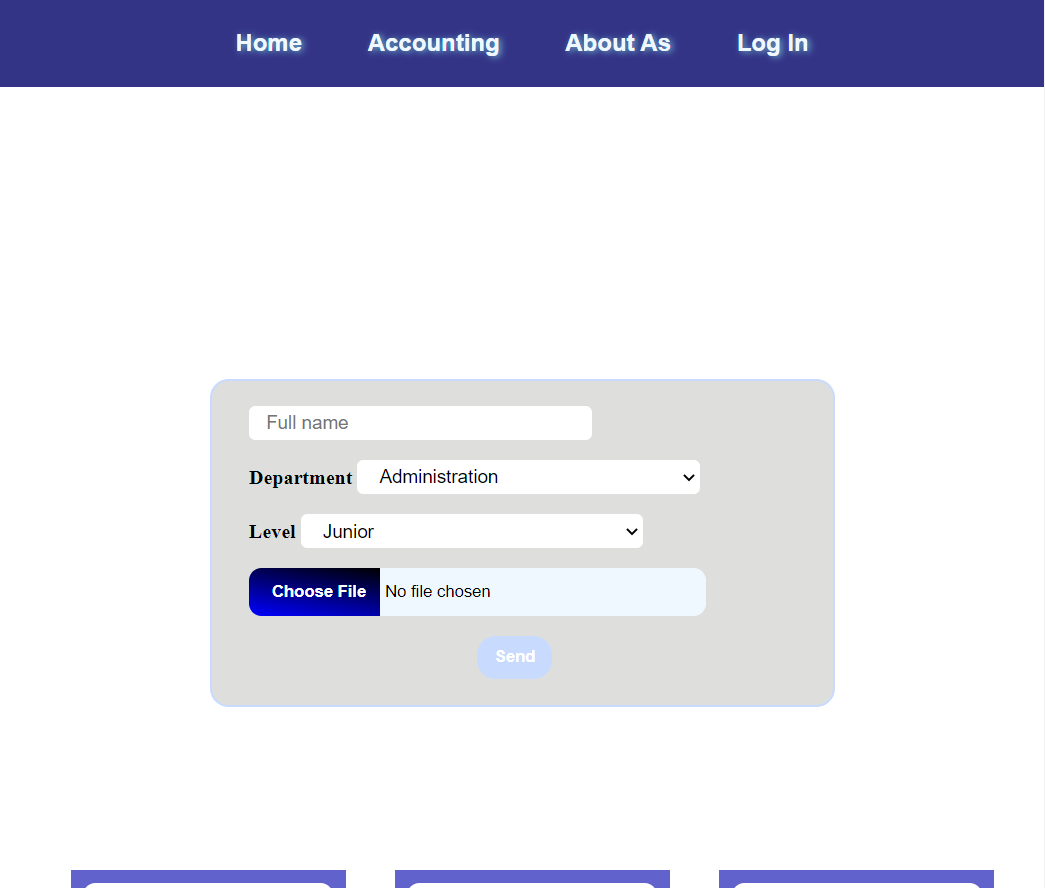 Home Accounting About As Log In
Full name
Department Administration
Level Junior
Choose File No file chosen
Send